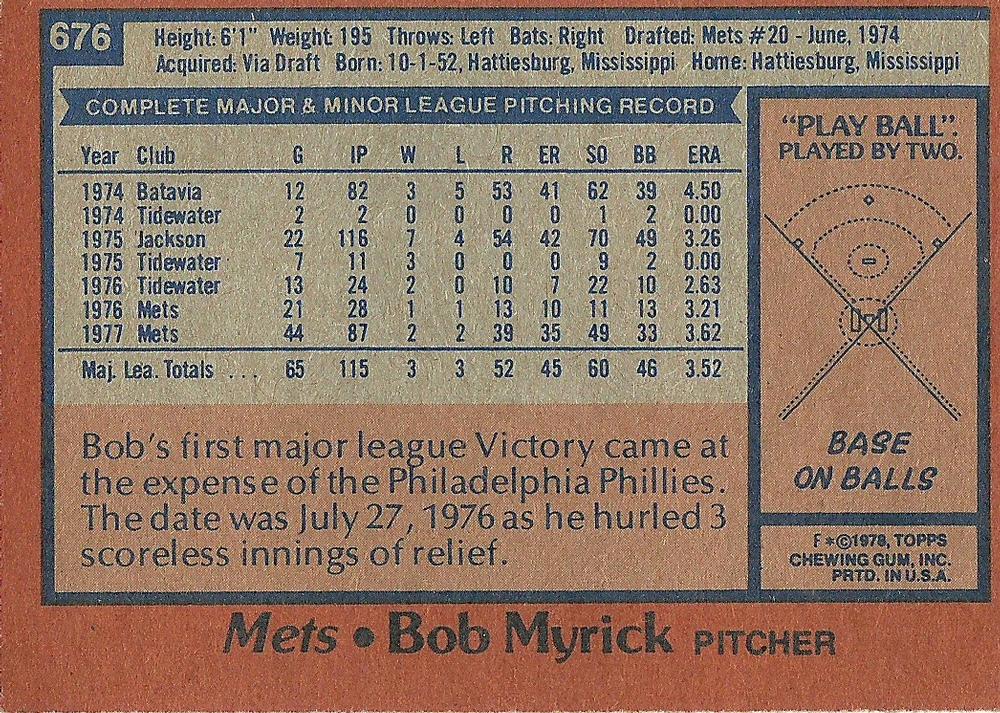 676
Height: 6'1" Weight: 195 Throws: Left Bats: Right Drafted: Mets #20 - June, 1974
Acquired: Via Draft Born: 10-1-52, Hattiesburg, Mississippi Home: Hattiesburg, Mississippi
COMPLETE MAJOR & MINOR LEAGUE PITCHING RECORD
Year Club G IP W L R ER SO BB ERA
1974 Batavia 12 82 3 5 53 41 62 39 4.50
1974 Tidewater 2 2 0 0 0 0 1 2 0.00
1975 Jackson 22 116 7 4 54 42 70 49 3.26
1975 Tidewater 7 11 3 0 0 0 9 2 0.00
1976 Tidewater 13 24 2 0 10 7 22 10 2.63
1976 Mets 21 28 1 1 13 10 11 13 3.21
1977 Mets 44 87 2 2 39 35 49 33 3.62
Maj. Lea. Totals ... 65 115 3 3 52 45 60 46 3.52
Bob's first major league Victory came at
the expense of the Philadelphia Phillies.
The date was July 27, 1976 as he hurled 3
scoreless innings of relief.
"PLAY BALL".
PLAYED BY TWO.
BASE
ON BALLS
F*©1978, TOPPS
CHEWING GUM, INC.
PRTD. IN U.S.A.
Mets • Bob Myrick PITCHER